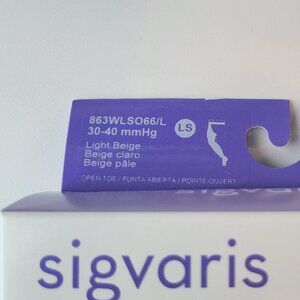 863WLSO66/L
30-40 mmHg
LS
Light Beige
Beige claro
Beige pâle
OPEN TOE / PUNTA ABIERTA / POINTE OUVERT
sigvaris